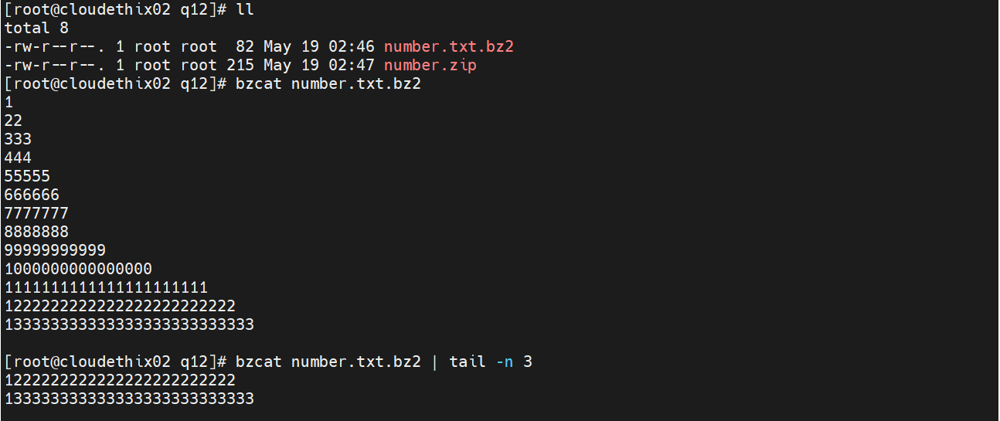 [root@cloudethix02 q12]# ll
total 8
-rw-r--r--. 1 root root  82 May 19 02:46 number.txt.bz2
-rw-r--r--. 1 root root 215 May 19 02:47 number.zip
[root@cloudethix02 q12]# bzcat number.txt.bz2
1
22
333
444
55555
666666
7777777
8888888
99999999999
1000000000000000
1111111111111111111111
1222222222222222222222222
133333333333333333333333333
[root@cloudethix02 q12]# bzcat number.txt.bz2 | tail -n 3
1222222222222222222222222
133333333333333333333333333